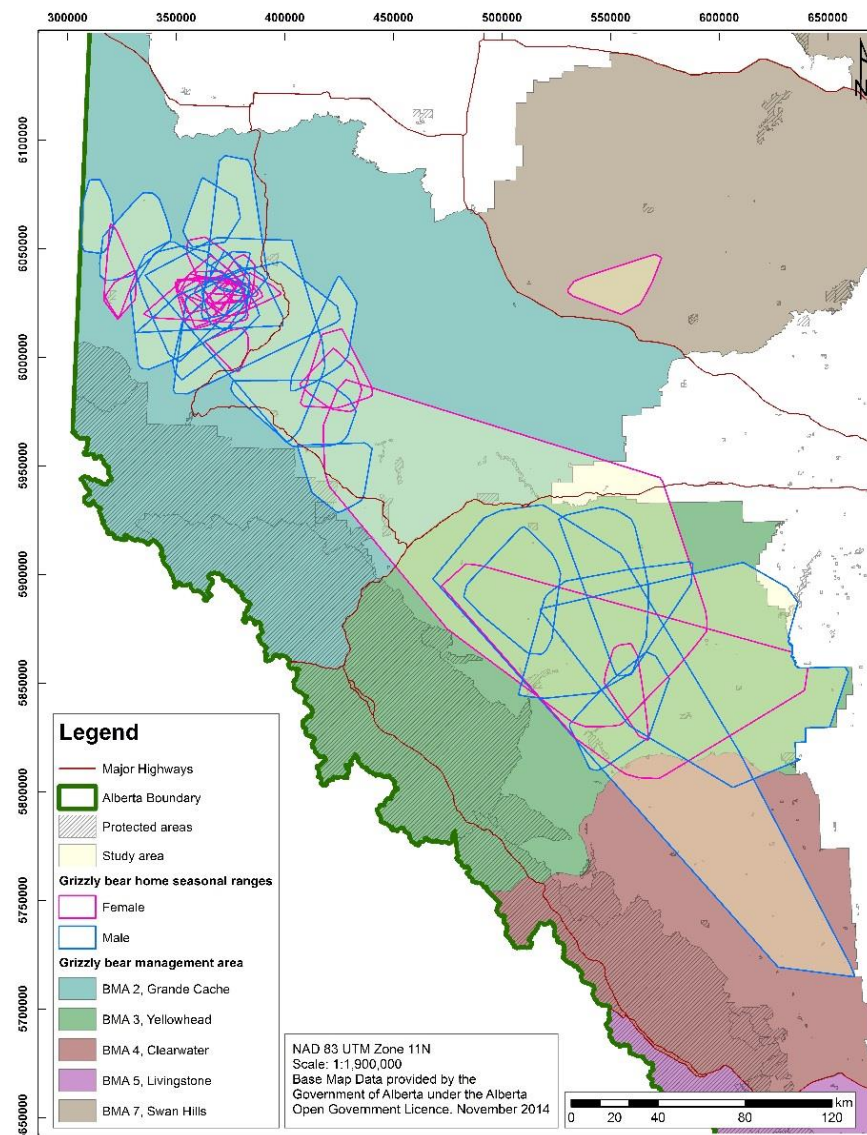 300000 350000 400000 450000 500000 550000 600000 650000
N
6100000
6050000
6000000
5950000
5900000
5850000
5800000
5750000
5700000
5650000
Legend
Major Highways
Alberta Boundary
Protected areas
Study area
Grizzly bear home seasonal ranges
Female
Male
Grizzly bear management area
BMA 2, Grande Cache
BMA 3, Yellowhead
BMA 4, Clearwater
BMA 5, Livingstone
BMA 7, Swan Hills
NAD 83 UTM Zone 11N
Scale: 1:1,900,000
Base Map Data provided by the
Government of Alberta under the Alberta
Open Government Licence. November 2014
km
0 20 40 80 120